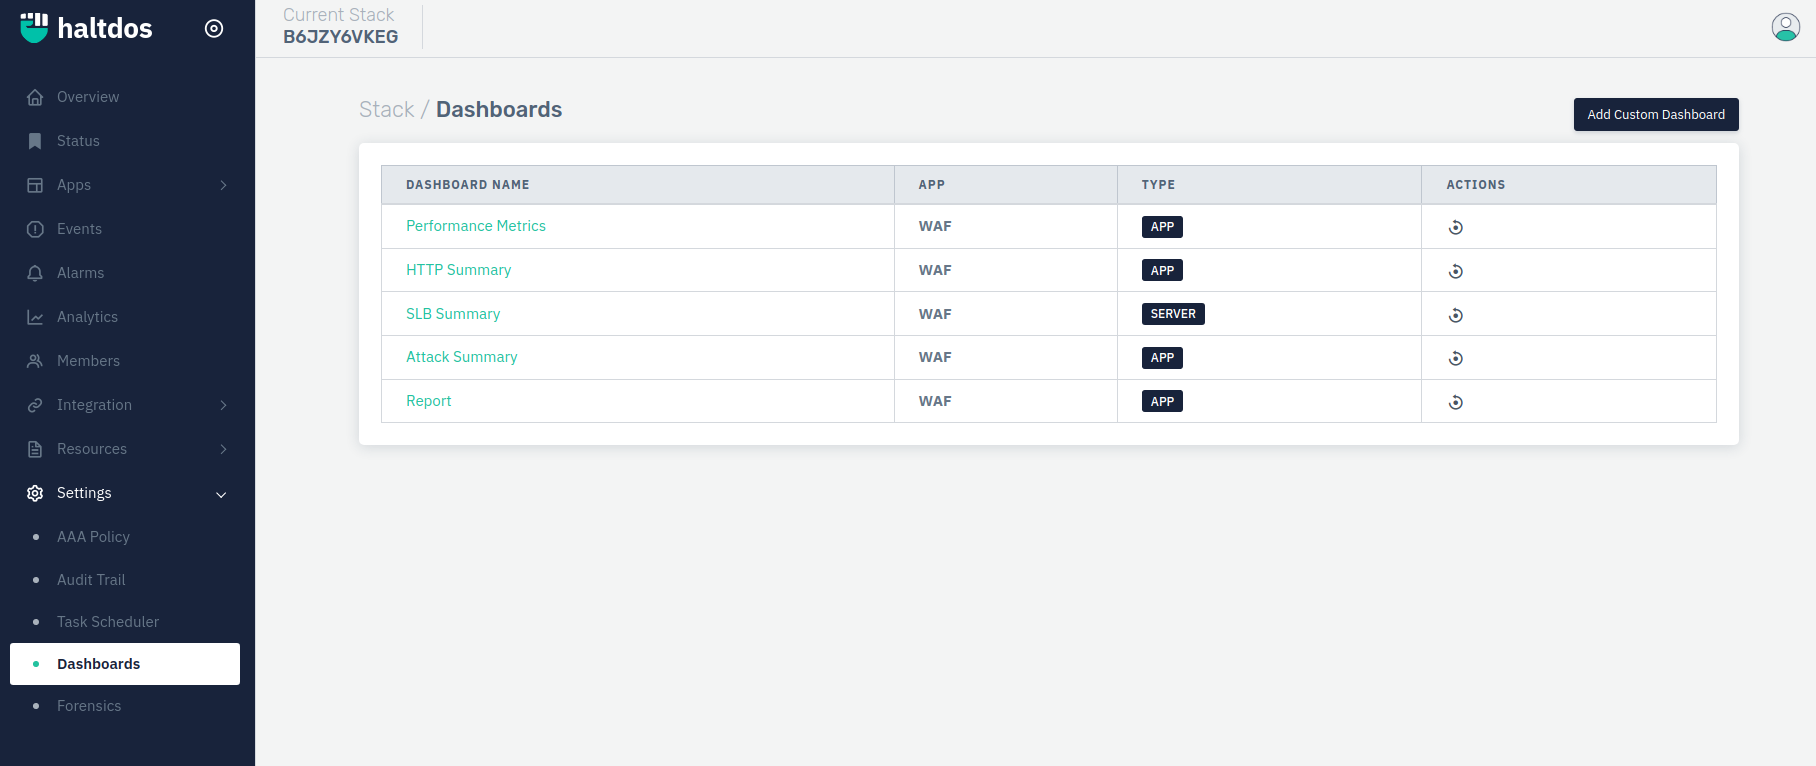 haltdos
Current Stack
B6JZY6VKEG
Overview
Status
Apps
Events
Alarms
Analytics
Members
Integration
Resources
Settings
AAA Policy
Audit Trail
Task Scheduler
Dashboards
Forensics
Stack / Dashboards
Add Custom Dashboard
DASHBOARD NAME APP TYPE ACTIONS
Performance Metrics WAF APP
HTTP Summary WAF APP
SLB Summary WAF SERVER
Attack Summary WAF APP
Report WAF APP